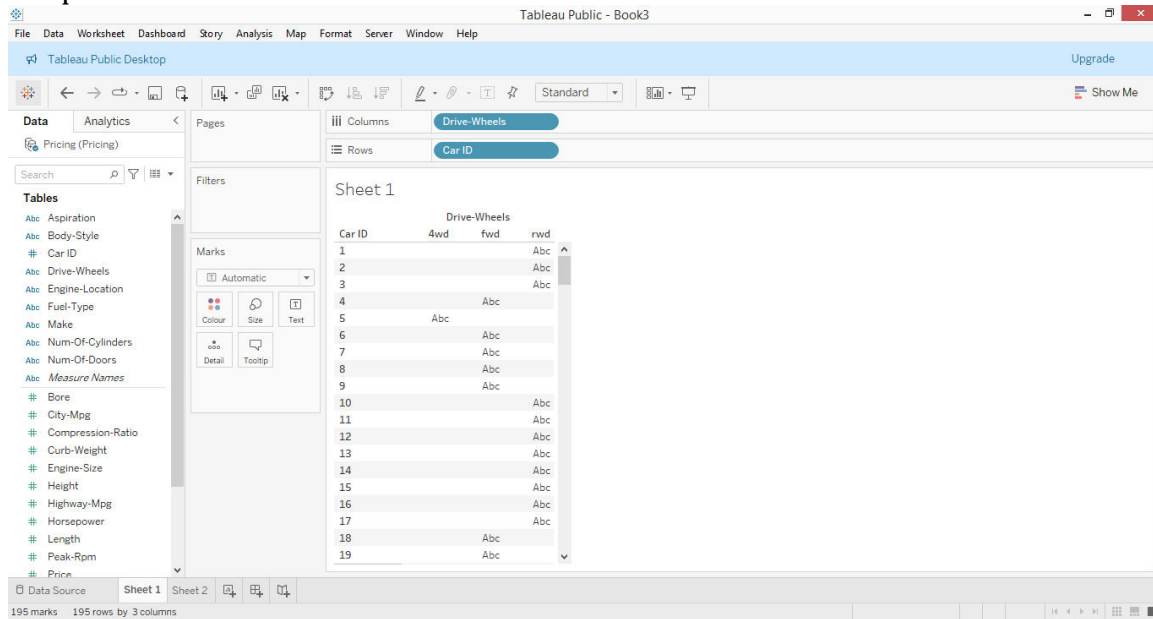 Tableau Public - Book3
File Data Worksheet Dashboard Story Analysis Map Format Server Window Help
Tableau Public Desktop Upgrade
Standard Show Me
Data Analytics
Pricing (Pricing)
Search
Tables
Abc Aspiration
Abc Body-Style
# Car ID
Abc Drive-Wheels
Abc Engine-Location
Abc Fuel-Type
Abc Make
Abc Num-Of-Cylinders
Abc Num-Of-Doors
Abc Measure Names
# Bore
# City-Mpg
# Compression-Ratio
# Curb-Weight
# Engine-Size
# Height
# Highway-Mpg
# Horsepower
# Length
# Peak-Rpm
# Price
Pages
Filters
Marks
T Automatic
Colour Size Text
Detail Tooltip
Columns Drive-Wheels
Rows Car ID
Sheet 1
Drive-Wheels
Car ID 4wd fwd rwd
1 Abc
2 Abc
3 Abc
4 Abc
5 Abc
6 Abc
7 Abc
8 Abc
9 Abc
10 Abc
11 Abc
12 Abc
13 Abc
14 Abc
15 Abc
16 Abc
17 Abc
18 Abc
19 Abc
Data Source Sheet 1 Sheet 2
195 marks 195 rows by 3 columns